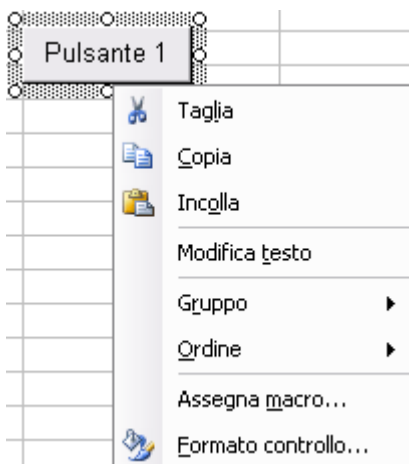 Pulsante 1
Taglia
Copia
Incolla
Modifica testo
Gruppo
Ordine
Assegna macro...
Formato controllo...